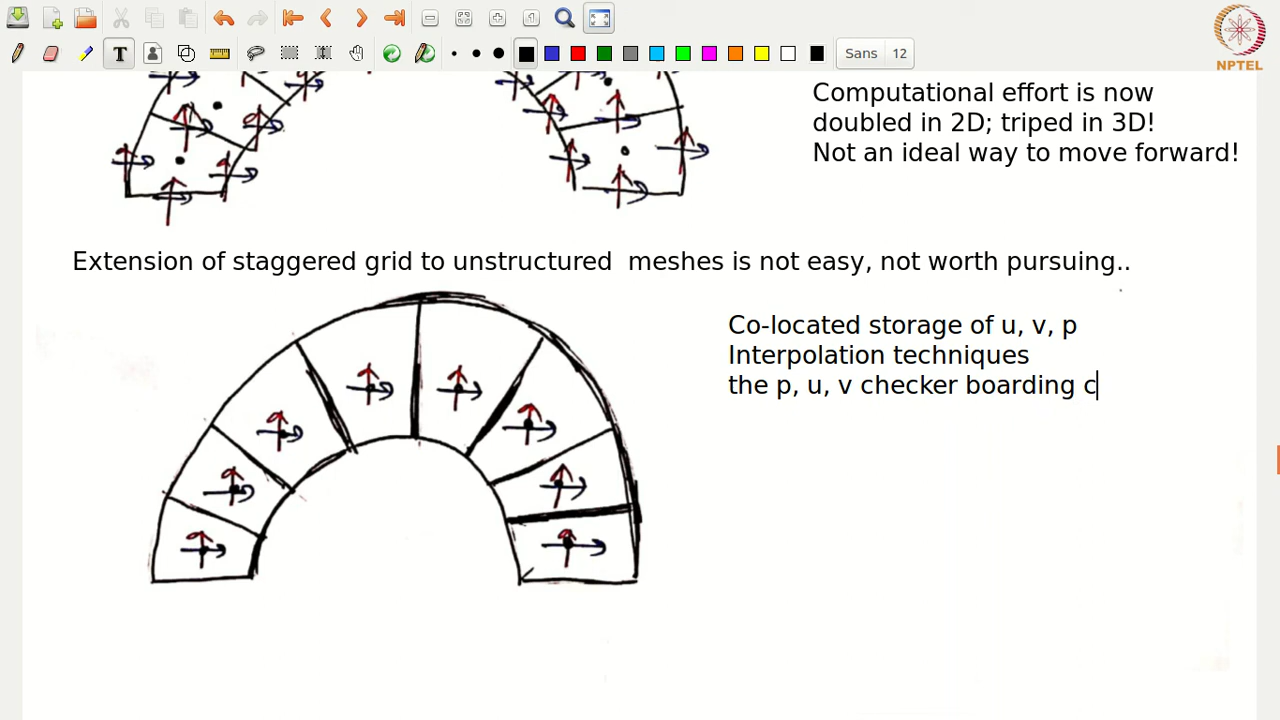 Sans 12
NPTEL
Computational effort is now
doubled in 2D; triped in 3D!
Not an ideal way to move forward!
Extension of staggered grid to unstructured meshes is not easy, not worth pursuing..
Co-located storage of u, v, p
Interpolation techniques
the p, u, v checker boarding c